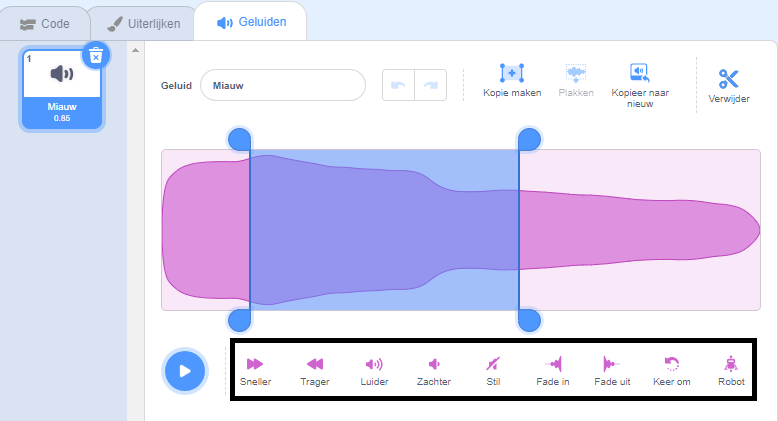 Code
Uiterlijken
Geluiden
1
Miauw
0.65
Geluid
Miauw
Kopie maken
Plakken
Kopieer naar
nieuw
Verwijder
Sneller
Trager
Luider
Zachter
Stil
Fade in
Fade uit
Keer om
Robot